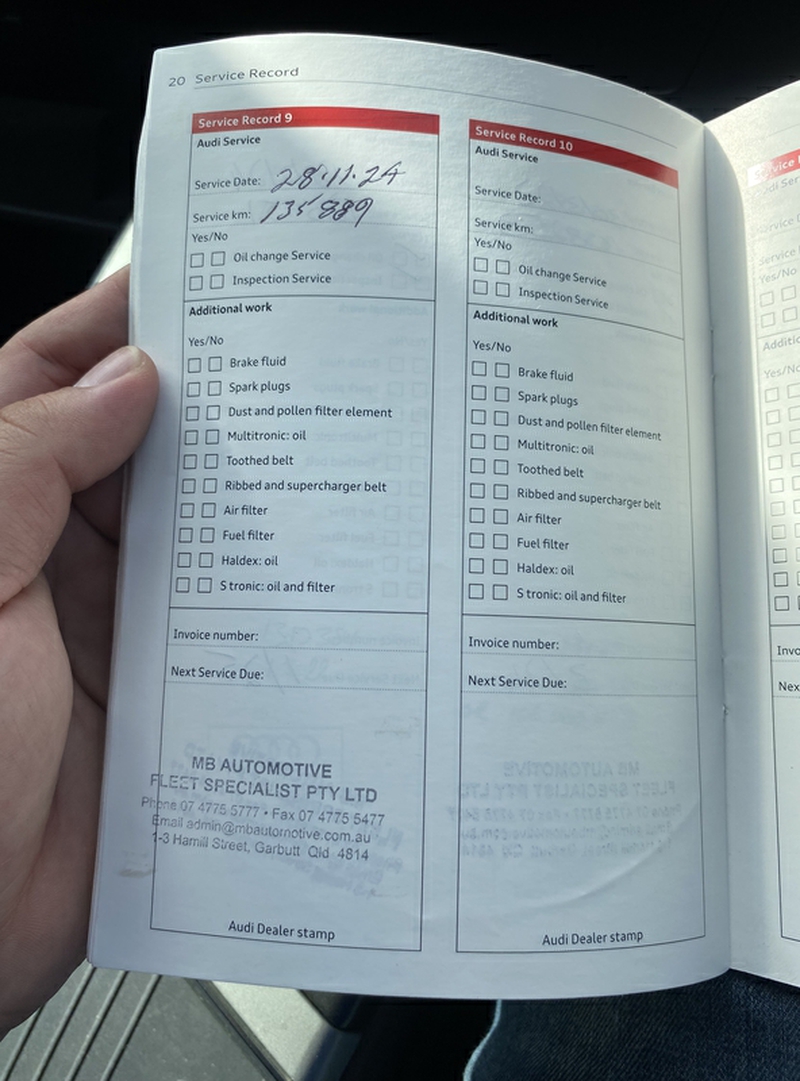 20 Service Record
Service Record 9
Audi Service
Service Date: 28.11.24
Service km: 135889
Yes/No
Oil change Service
Inspection Service
Additional work
Yes/No
Brake fluid
Spark plugs
Dust and pollen filter element
Multitronic: oil
Toothed belt
Ribbed and supercharger belt
Air filter
Fuel filter
Haldex: oil
S tronic: oil and filter
Invoice number:
Next Service Due:
MB AUTOMOTIVE
FLEET SPECIALIST PTY LTD
Phone 07 4775 5777 • Fax 07 4775 5477
Email admin@mbautomotive.com.au
1-3 Hamill Street, Garbutt Qld 4814
Audi Dealer stamp
Service Record 10
Audi Service
Service Date:
Service km:
Yes/No
Oil change Service
Inspection Service
Additional work
Yes/No
Brake fluid
Spark plugs
Dust and pollen filter element
Multitronic: oil
Toothed belt
Ribbed and supercharger belt
Air filter
Fuel filter
Haldex: oil
S tronic: oil and filter
Invoice number:
Next Service Due:
Audi Dealer stamp